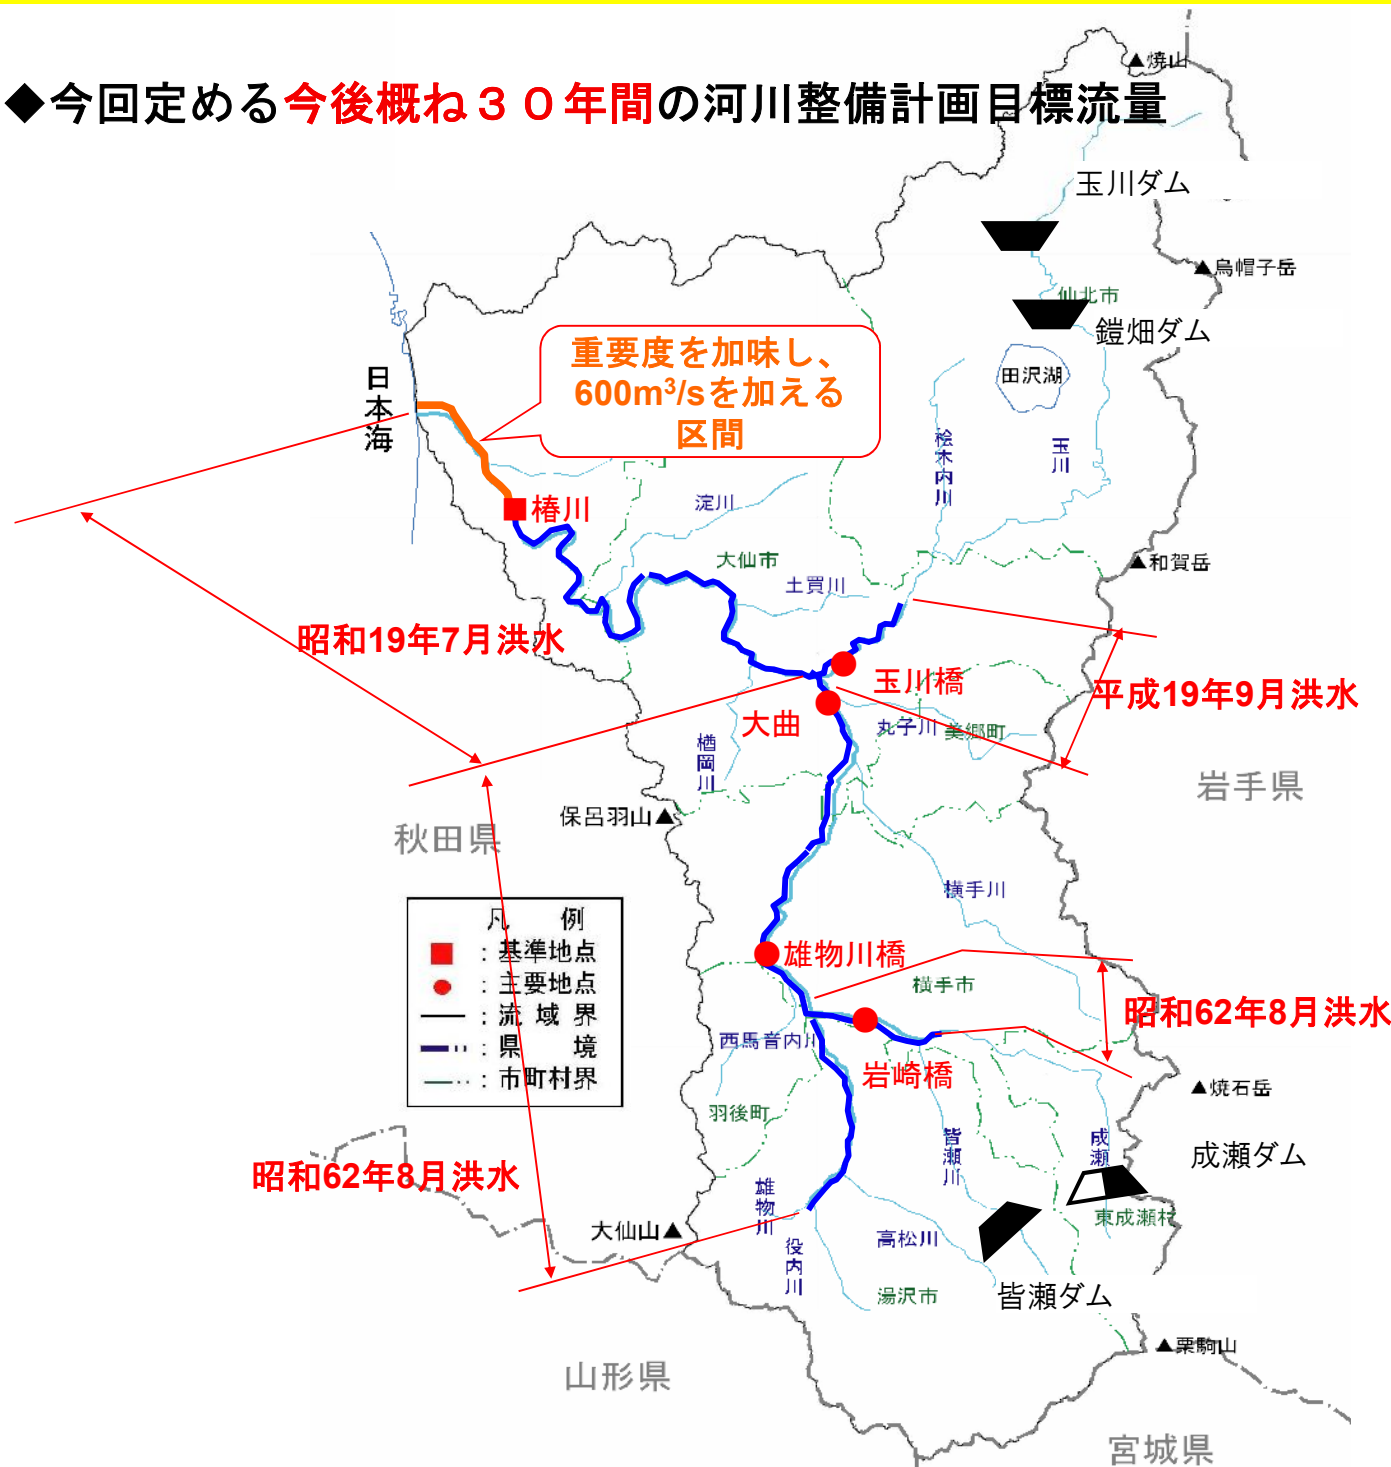 ◆今回定める今後概ね３０年間の河川整備計画目標流量
▲焼山
玉川ダム
▲烏帽子岳
仙北市
鎧畑ダム
重要度を加味し、
600m³/sを加える
区間
田沢湖
日本海
桧木内川
玉川
椿川
淀川
大仙市
土買川
▲和賀岳
昭和19年7月洪水
玉川橋
平成19年9月洪水
大曲
丸子川
美郷町
楢岡川
岩手県
保呂羽山▲
秋田県
横手川
凡　例
：基準地点
：主要地点
：流域界
：県境
：市町村界
雄物川橋
横手市
昭和62年8月洪水
西馬音内川
岩崎橋
▲焼石岳
羽後町
皆瀬川
成瀬
成瀬ダム
昭和62年8月洪水
雄物川
東成瀬村
大仙山▲
役内川
高松川
湯沢市
皆瀬ダム
▲栗駒山
山形県
宮城県